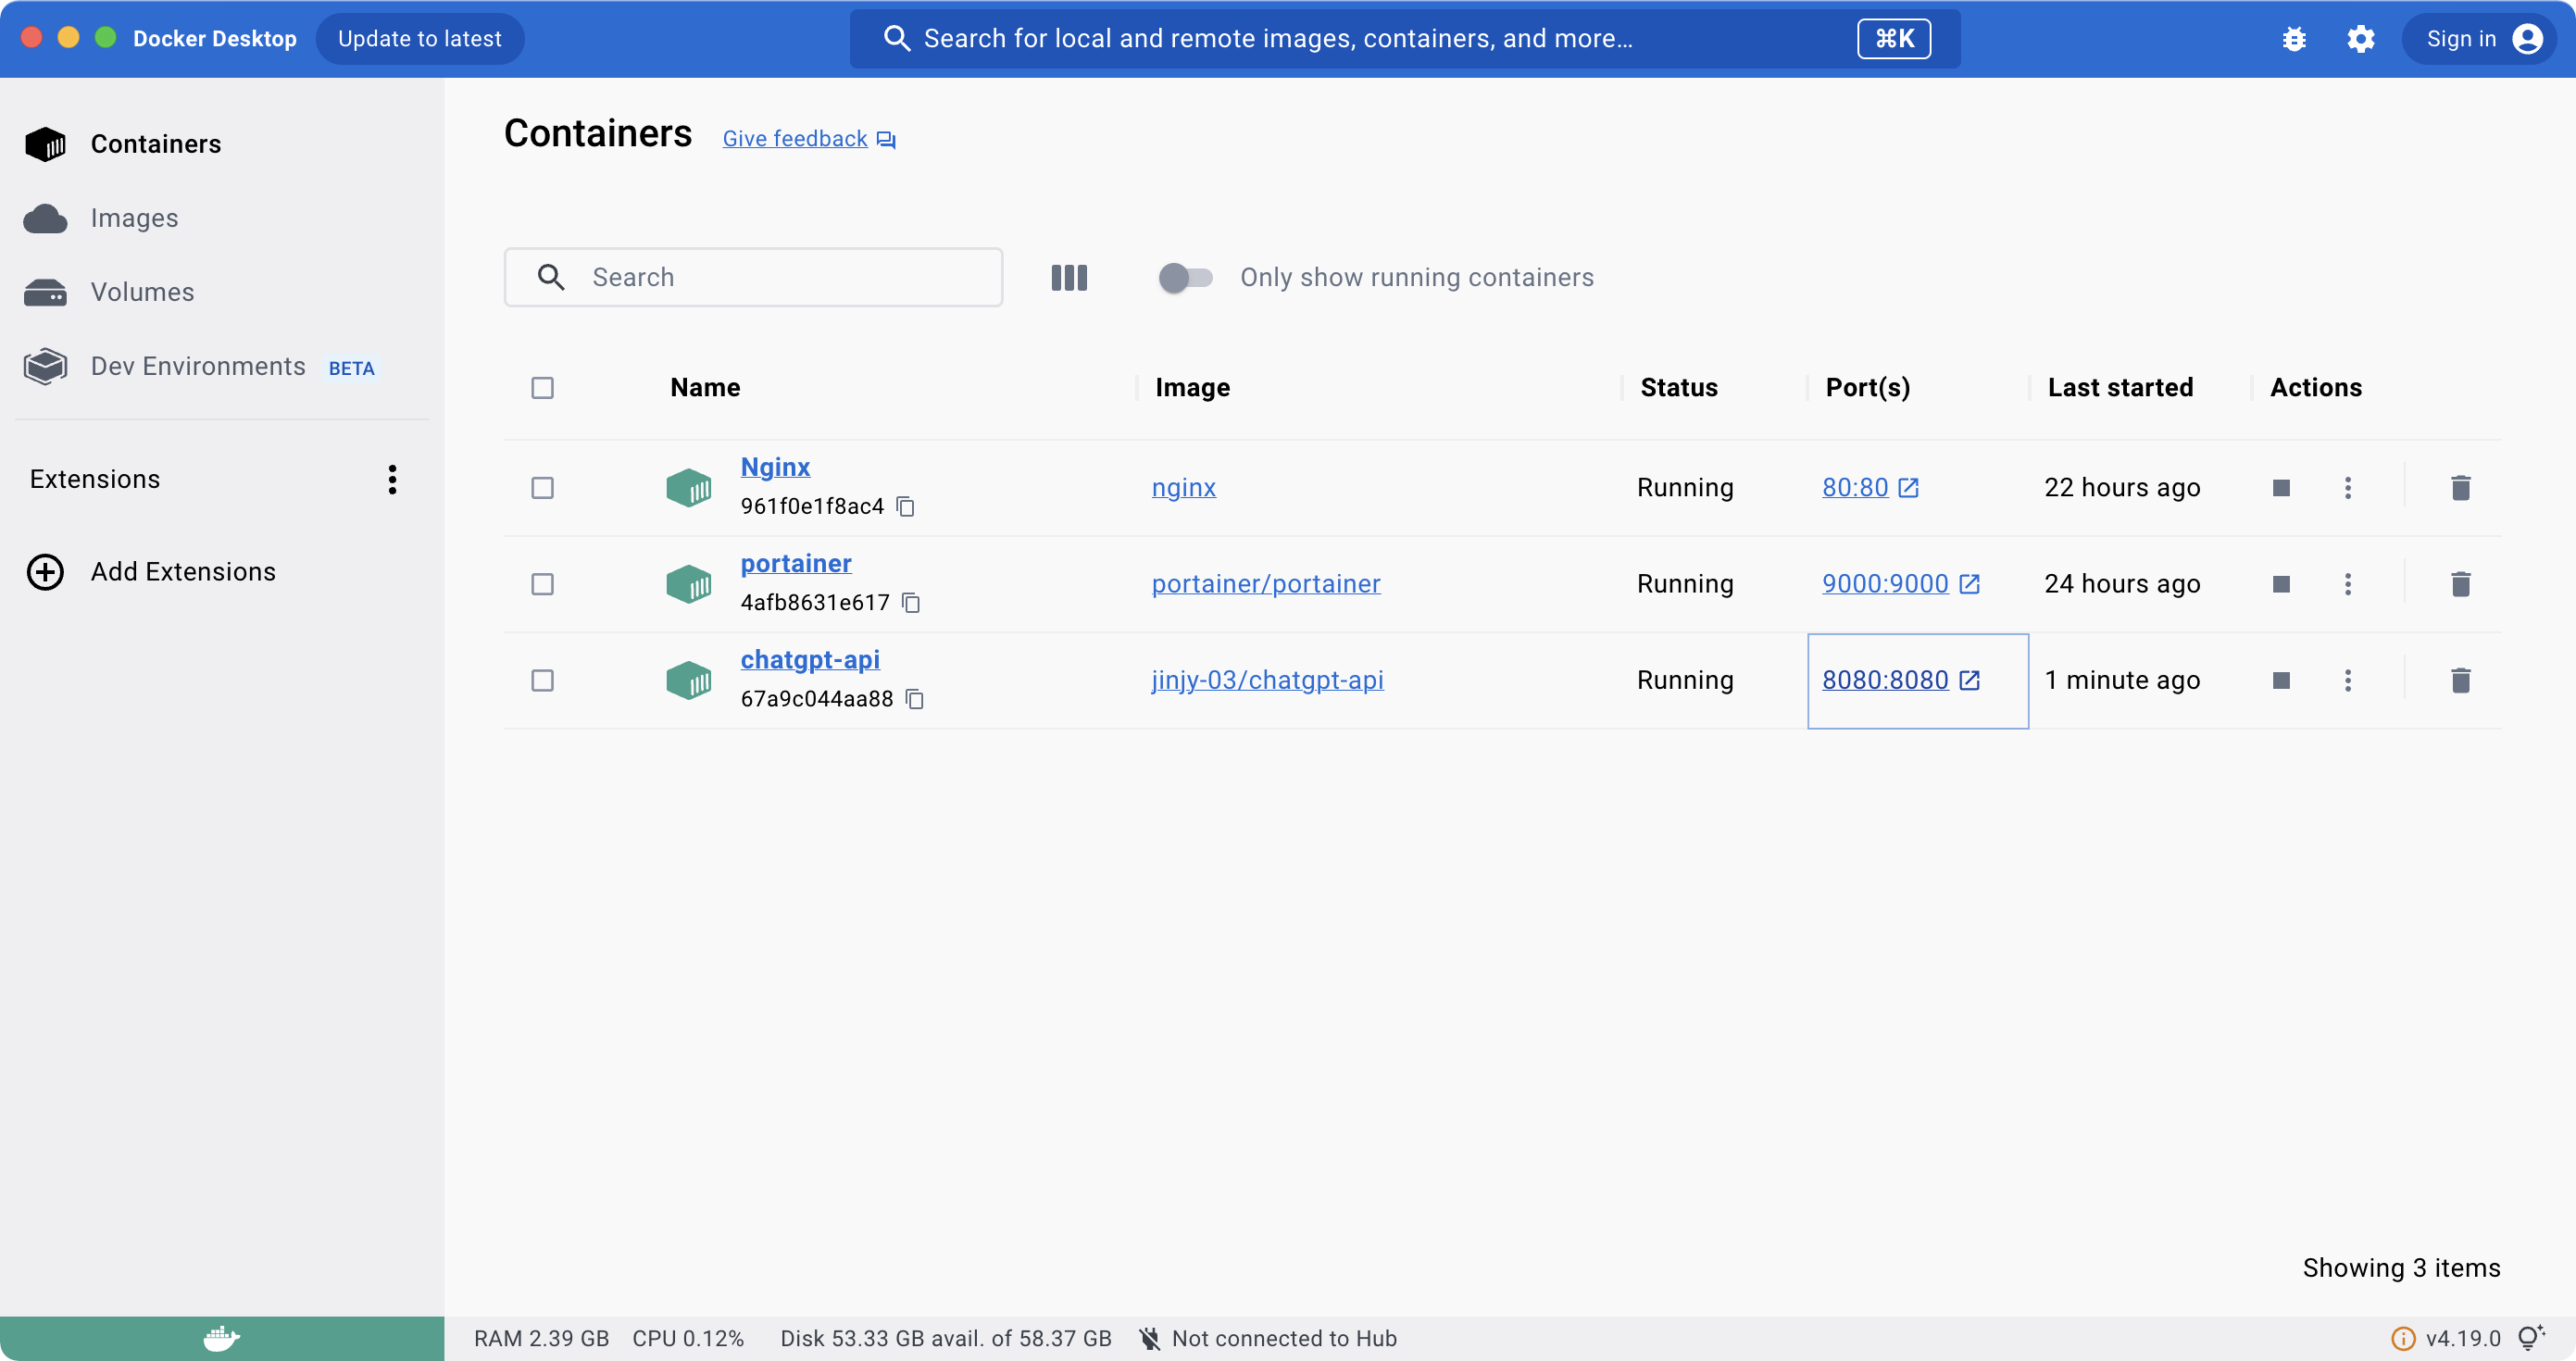 Docker Desktop Update to latest Search for local and remote images, containers, and more... ⌘K Sign in
Containers
Images
Volumes
Dev Environments BETA
Extensions
Add Extensions
Containers Give feedback
Search Only show running containers
Name Image Status Port(s) Last started Actions
Nginx
961f0e1f8ac4
nginx Running 80:80 22 hours ago
portainer
4afb8631e617
portainer/portainer Running 9000:9000 24 hours ago
chatgpt-api
67a9c044aa88
jinjy-03/chatgpt-api Running 8080:8080 1 minute ago
Showing 3 items
RAM 2.39 GB CPU 0.12% Disk 53.33 GB avail. of 58.37 GB Not connected to Hub v4.19.0